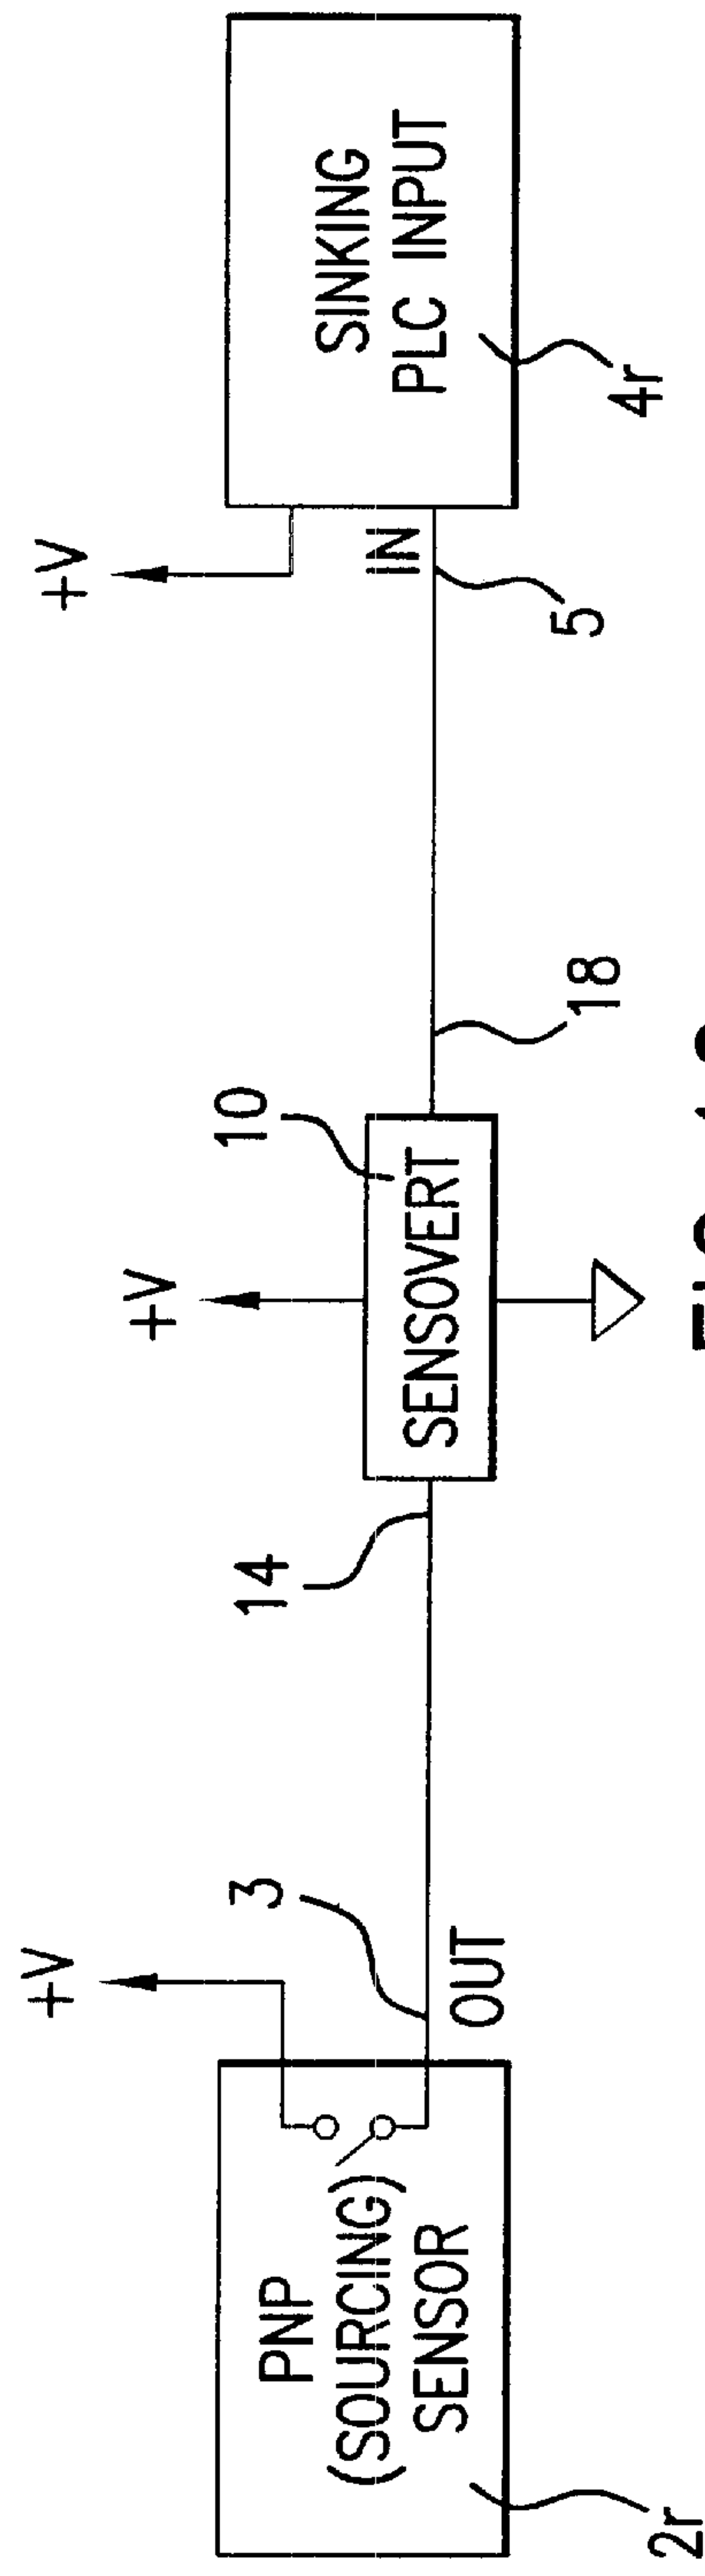 +V
PNP
(SOURCING)
SENSOR
2r
3
OUT
14
+V
10
SENSOVERT
18
+V
IN
5
SINKING
PLC INPUT
4r